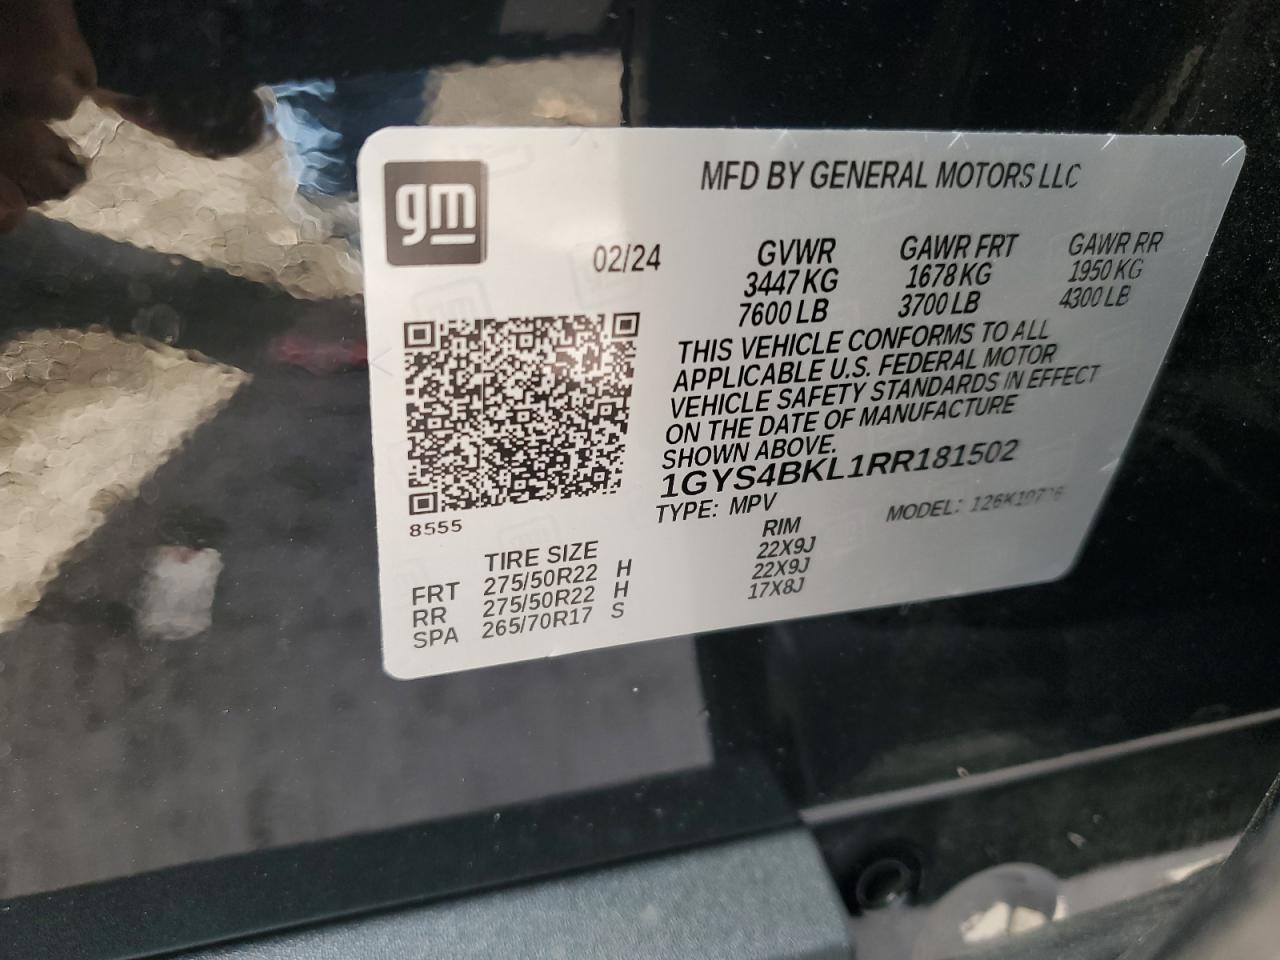 gm
MFD BY GENERAL MOTORS LLC
02/24
GVWR GAWR FRT GAWR RR
3447 KG 1678 KG 1950 KG
7600 LB 3700 LB 4300 LB
THIS VEHICLE CONFORMS TO ALL
APPLICABLE U.S. FEDERAL MOTOR
VEHICLE SAFETY STANDARDS IN EFFECT
ON THE DATE OF MANUFACTURE
SHOWN ABOVE.
1GYS4BKL1RR181502
TYPE: MPV MODEL:
8555
TIRE SIZE RIM
FRT 275/50R22 H 22X9J
RR 275/50R22 H 22X9J
SPA 265/70R17 S 17X8J